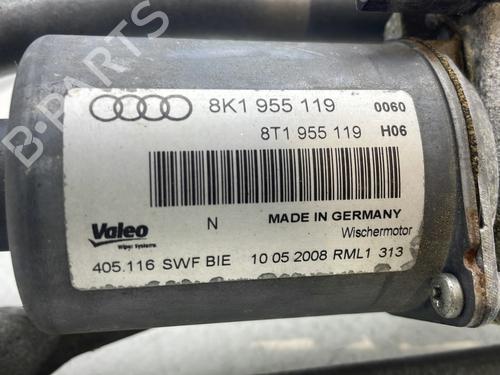 8K1 955 119 0060
8T1 955 119 H06
N MADE IN GERMANY
Valeo
Wiper Systems
Wischermotor
405.116 SWF BIE 10 05 2008 RML1 313
B-PARTS